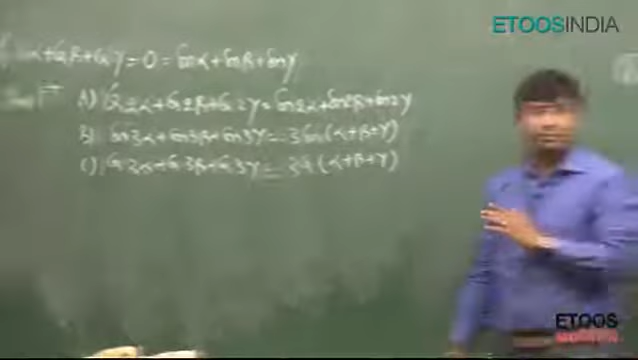 ETOOSINDIA
Cosα+Cosβ+Cosγ=0=Sinα+Sinβ+Sinγ
A) Cos2α+Cos2β+Cos2γ=Sin2α+Sin2β+Sin2γ
B) Sin3α+Sin3β+Sin3γ=3Sin(α+β+γ)
C) Cos3α+Cos3β+Cos3γ=3Cos(α+β+γ)
ETOOS